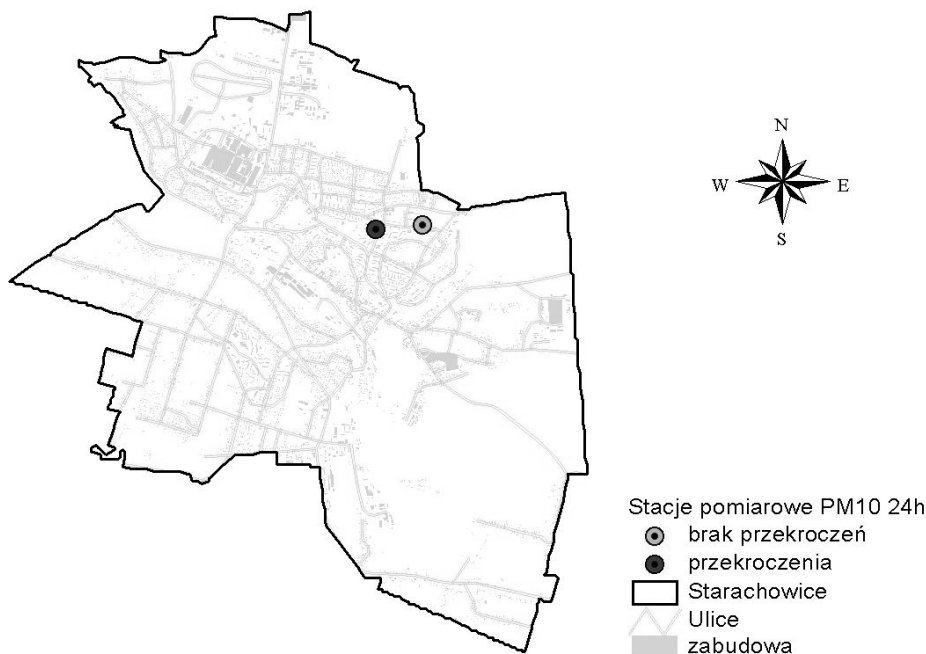 N
W E
S
Stacje pomiarowe PM10 24h
brak przekroczeń
przekroczenia
Starachowice
Ulice
zabudowa